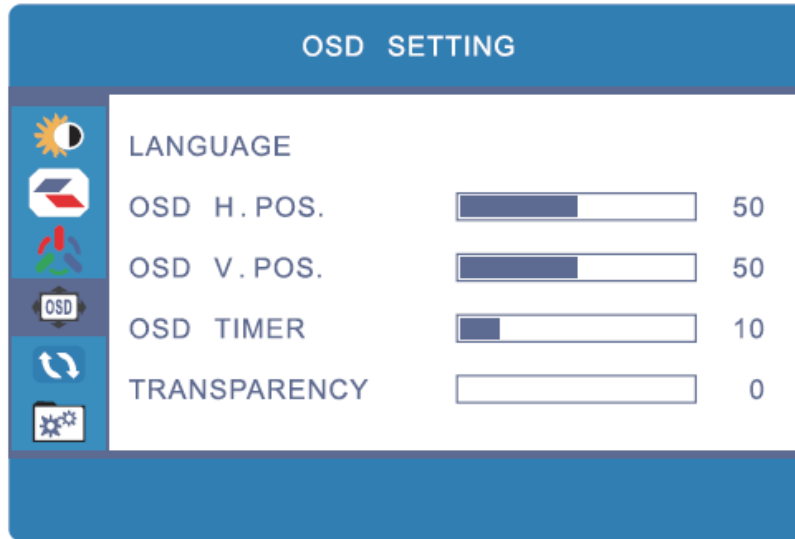 OSD SETTING
LANGUAGE
OSD H.POS. 50
OSD V.POS. 50
OSD
OSD TIMER 10
TRANSPARENCY 0